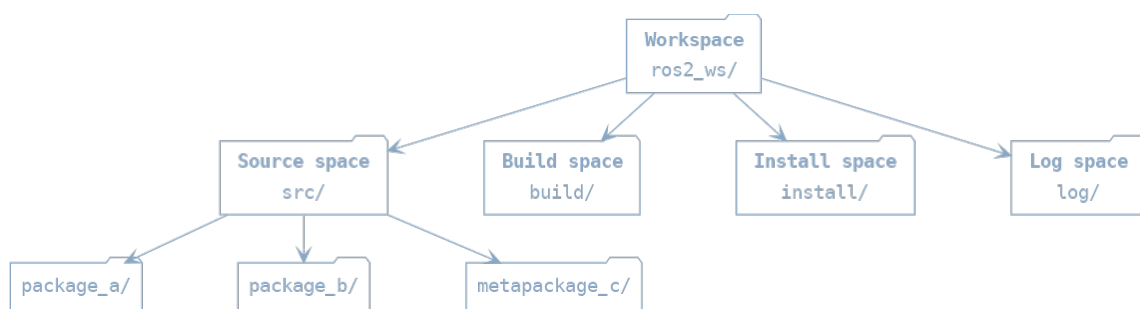 Workspace
ros2_ws/
Source space
src/
Build space
build/
Install space
install/
Log space
log/
package_a/
package_b/
metapackage_c/